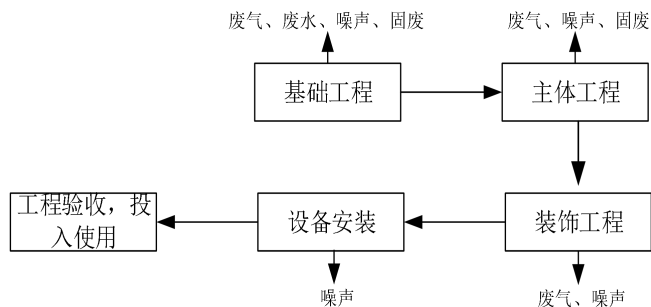 废气、废水、噪声、固废
废气、噪声、固废
基础工程
主体工程
工程验收，投
入使用
设备安装
装饰工程
噪声
废气、噪声